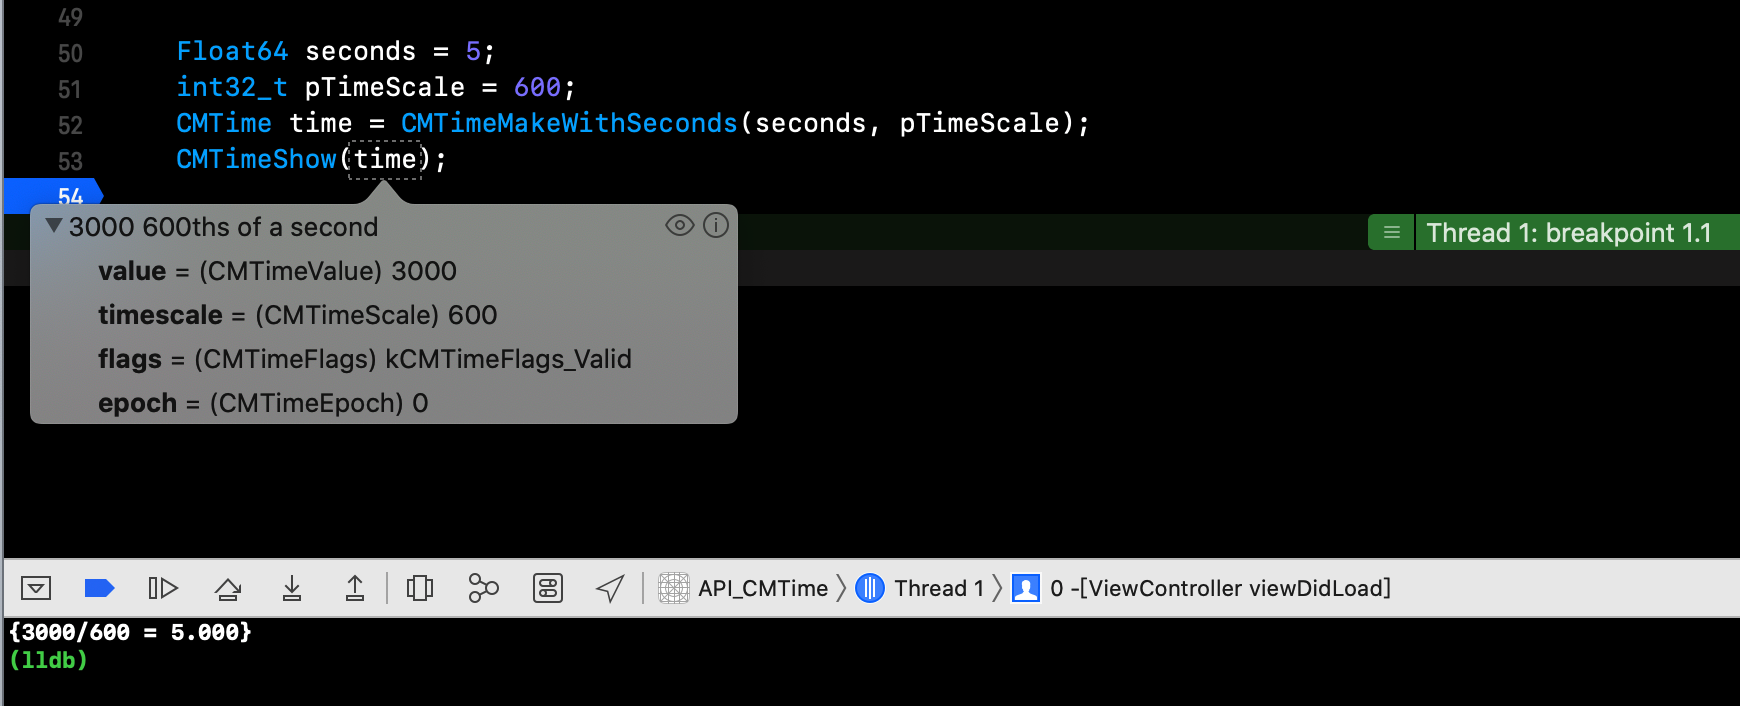 49
50 Float64 seconds = 5;
51 int32_t pTimeScale = 600;
52 CMTime time = CMTimeMakeWithSeconds(seconds, pTimeScale);
53 CMTimeShow(time);
54
3000 600ths of a second
Thread 1: breakpoint 1.1
value = (CMTimeValue) 3000
timescale = (CMTimeScale) 600
flags = (CMTimeFlags) kCMTimeFlags_Valid
epoch = (CMTimeEpoch) 0
API_CMTime 〉 Thread 1 〉 0 -[ViewController viewDidLoad]
{3000/600 = 5.000}
(lldb)